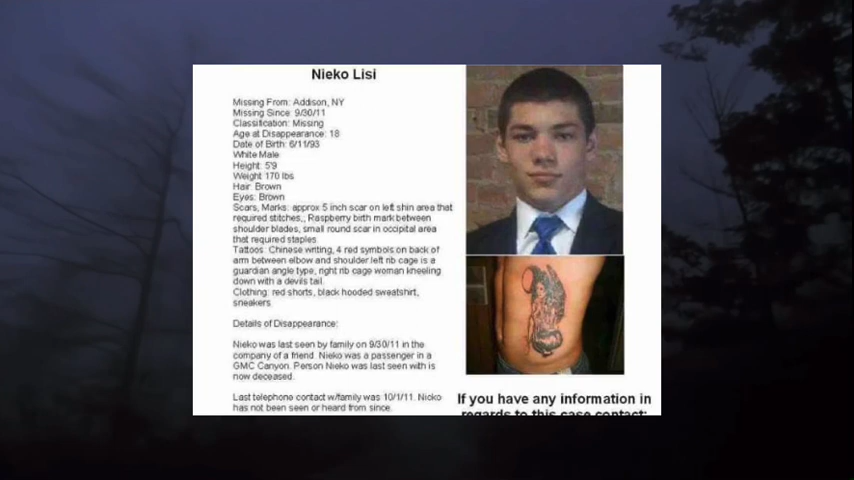 Nieko Lisi
Missing From: Addison, NY
Missing Since: 9/30/11
Classification: Missing
Age at Disappearance: 18
Date of Birth: 6/11/93
White Male
Height: 5'9
Weight 170 lbs
Hair: Brown
Eyes: Brown
Scars, Marks: approx 5 inch scar on left shin area that
required stitches,; Raspberry birth mark between
shoulder blades, small round scar in occipital area
that required staples
Tattoos: Chinese writing, 4 red symbols on back of
arm between elbow and shoulder left rib cage is a
guardian angle type, right rib cage woman kneeling
down with a devils tail.
Clothing: red shorts, black hooded sweatshirt,
sneakers
Details of Disappearance:
Nieko was last seen by family on 9/30/11 in the
company of a friend. Nieko was a passenger in a
GMC Canyon. Person Nieko was last seen with is
now deceased.
Last telephone contact w/family was 10/1/11. Nieko
has not been seen or heard from since.
If you have any information in
regards to this case contact: